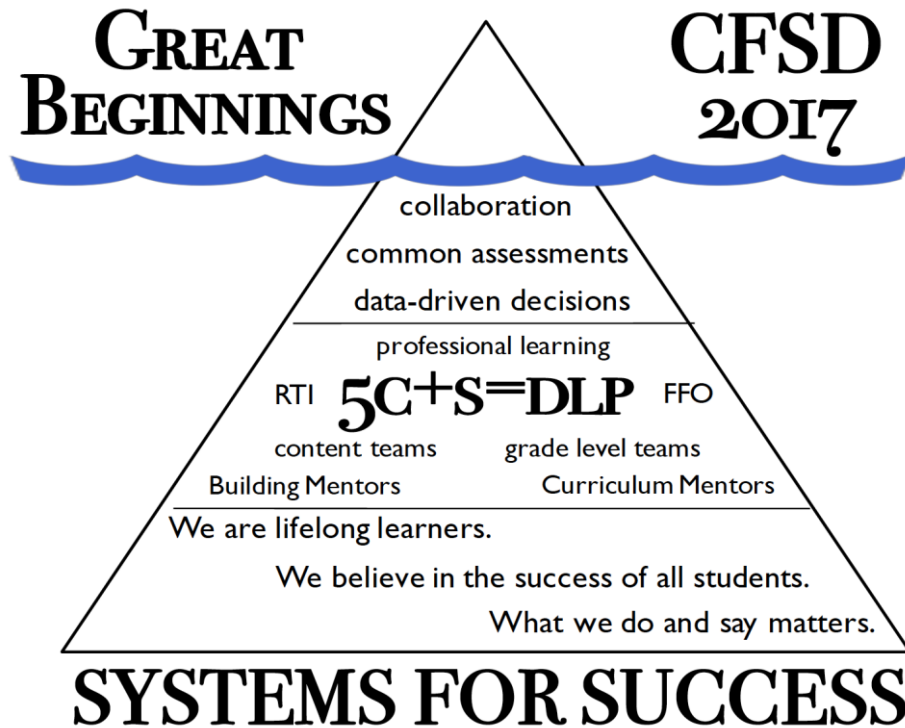 GREAT
BEGINNINGS
CFSD
2017
collaboration
common assessments
data-driven decisions
professional learning
RTI 5C+S=DLP FFO
content teams grade level teams
Building Mentors Curriculum Mentors
We are lifelong learners.
We believe in the success of all students.
What we do and say matters.
SYSTEMS FOR SUCCESS